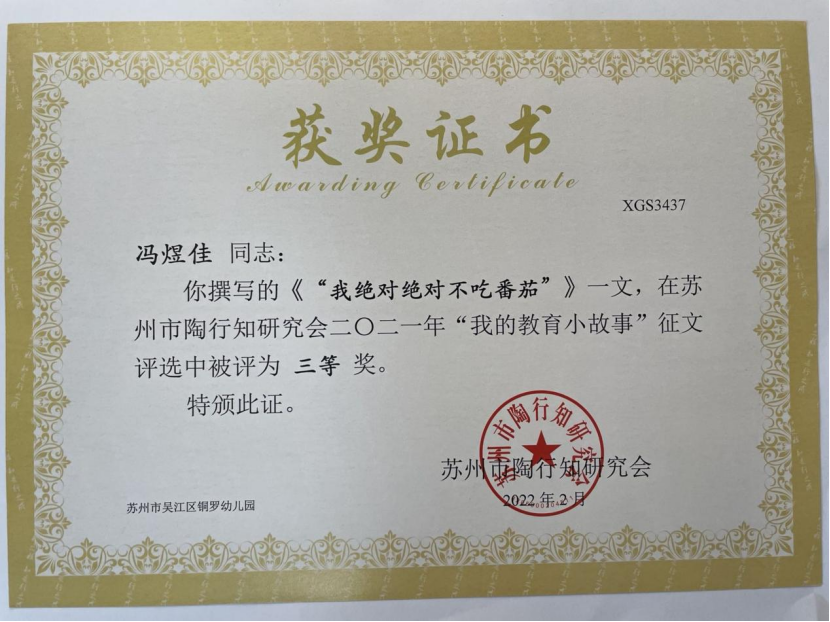 获奖证书
Awarding Certificate
XGS3437
冯煜佳 同志：
你撰写的《“我绝对绝对不吃番茄”》一文，在苏
州市陶行知研究会二〇二一年“我的教育小故事”征文
评选中被评为 三等 奖。
特颁此证。
苏州市陶行知研究会
苏州市陶行知研究会
2022 年 2 月
苏州市吴江区铜罗幼儿园